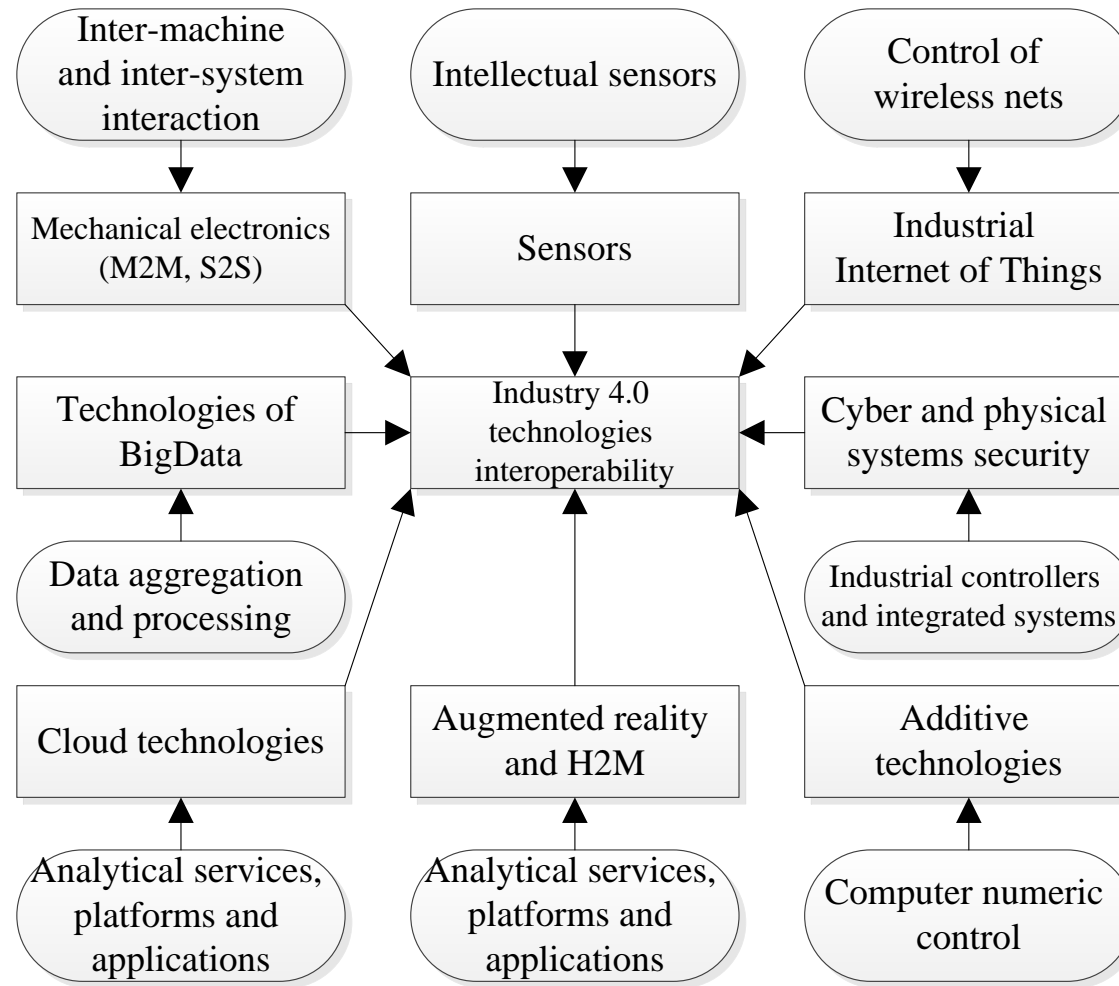 Inter-machine
and inter-system
interaction
Intellectual sensors
Control of
wireless nets
Mechanical electronics
(M2M, S2S)
Sensors
Industrial
Internet of Things
Technologies of
BigData
Industry 4.0
technologies
interoperability
Cyber and physical
systems security
Data aggregation
and processing
Industrial controllers
and integrated systems
Cloud technologies
Augmented reality
and H2M
Additive
technologies
Analytical services,
platforms and
applications
Analytical services,
platforms and
applications
Computer numeric
control